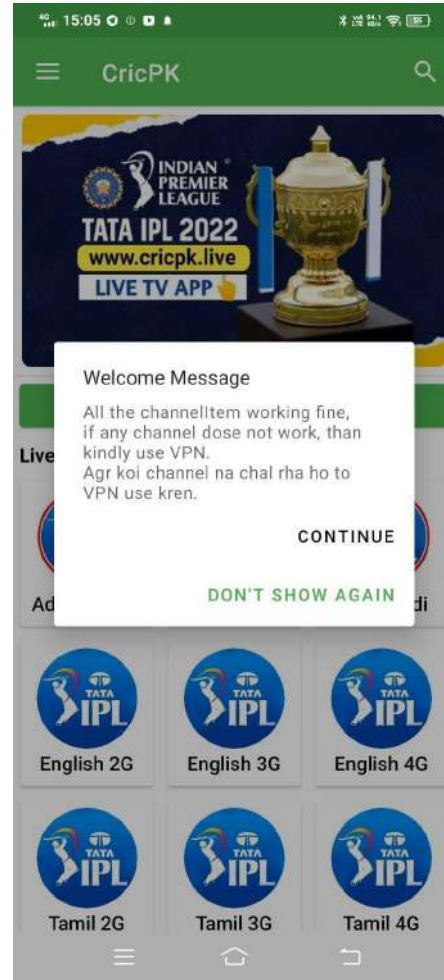 4G 15:05
CricPK
INDIAN
PREMIER
LEAGUE
TATA IPL 2022
www.cricpk.live
LIVE TV APP
Welcome Message
All the channelItem working fine,
if any channel dose not work, than
kindly use VPN.
Agr koi channel na chal rha ho to
VPN use kren.
CONTINUE
DON'T SHOW AGAIN
Live
Ad
di
TATA IPL
TATA IPL
TATA IPL
English 2G
English 3G
English 4G
TATA IPL
TATA IPL
TATA IPL
Tamil 2G
Tamil 3G
Tamil 4G